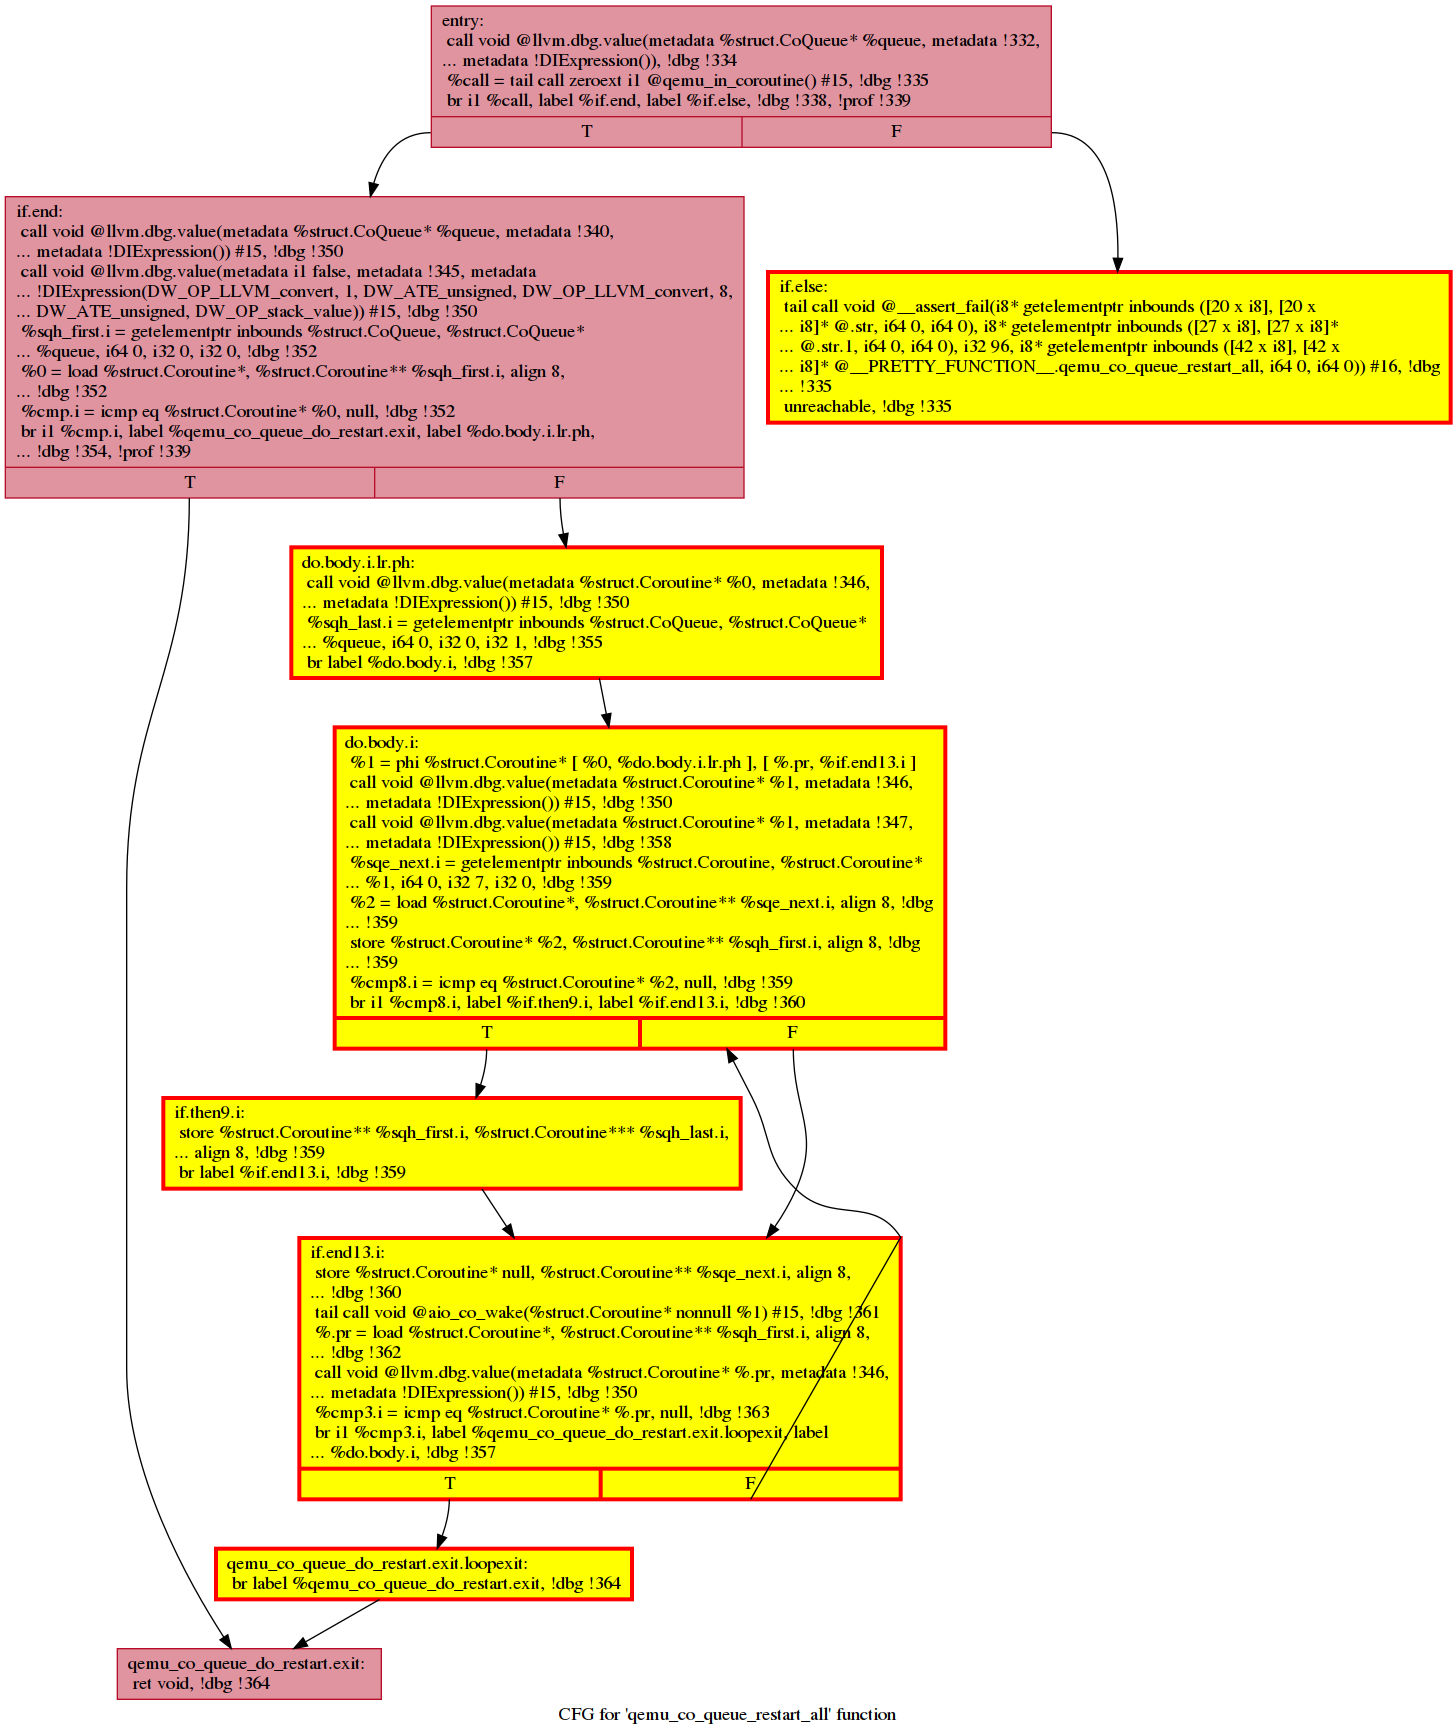 entry:
call void @llvm.dbg.value(metadata %struct.CoQueue* %queue, metadata !332,
... metadata !DIExpression()), !dbg !334
%call = tail call zeroext i1 @qemu_in_coroutine() #15, !dbg !335
br i1 %call, label %if.end, label %if.else, !dbg !338, !prof !339
T F
if.end:
call void @llvm.dbg.value(metadata %struct.CoQueue* %queue, metadata !340,
... metadata !DIExpression()) #15, !dbg !350
call void @llvm.dbg.value(metadata i1 false, metadata !345, metadata
... !DIExpression(DW_OP_LLVM_convert, 1, DW_ATE_unsigned, DW_OP_LLVM_convert, 8,
... DW_ATE_unsigned, DW_OP_stack_value)) #15, !dbg !350
%sqh_first.i = getelementptr inbounds %struct.CoQueue, %struct.CoQueue*
... %queue, i64 0, i32 0, i32 0, !dbg !352
%0 = load %struct.Coroutine*, %struct.Coroutine** %sqh_first.i, align 8,
... !dbg !352
%cmp.i = icmp eq %struct.Coroutine* %0, null, !dbg !352
br i1 %cmp.i, label %qemu_co_queue_do_restart.exit, label %do.body.i.lr.ph,
... !dbg !354, !prof !339
T F
if.else:
tail call void @__assert_fail(i8* getelementptr inbounds ([20 x i8], [20 x
... i8]* @.str, i64 0, i64 0), i8* getelementptr inbounds ([27 x i8], [27 x i8]*
... @.str.1, i64 0, i64 0), i32 96, i8* getelementptr inbounds ([42 x i8], [42 x
... i8]* @__PRETTY_FUNCTION__.qemu_co_queue_restart_all, i64 0, i64 0)) #16, !dbg
... !335
unreachable, !dbg !335
do.body.i.lr.ph:
call void @llvm.dbg.value(metadata %struct.Coroutine* %0, metadata !346,
... metadata !DIExpression()) #15, !dbg !350
%sqh_last.i = getelementptr inbounds %struct.CoQueue, %struct.CoQueue*
... %queue, i64 0, i32 0, i32 1, !dbg !355
br label %do.body.i, !dbg !357
do.body.i:
%1 = phi %struct.Coroutine* [ %0, %do.body.i.lr.ph ], [ %.pr, %if.end13.i ]
call void @llvm.dbg.value(metadata %struct.Coroutine* %1, metadata !346,
... metadata !DIExpression()) #15, !dbg !350
call void @llvm.dbg.value(metadata %struct.Coroutine* %1, metadata !347,
... metadata !DIExpression()) #15, !dbg !358
%sqe_next.i = getelementptr inbounds %struct.Coroutine, %struct.Coroutine*
... %1, i64 0, i32 7, i32 0, !dbg !359
%2 = load %struct.Coroutine*, %struct.Coroutine** %sqe_next.i, align 8, !dbg
... !359
store %struct.Coroutine* %2, %struct.Coroutine** %sqh_first.i, align 8, !dbg
... !359
%cmp8.i = icmp eq %struct.Coroutine* %2, null, !dbg !359
br i1 %cmp8.i, label %if.then9.i, label %if.end13.i, !dbg !360
T F
if.then9.i:
store %struct.Coroutine** %sqh_first.i, %struct.Coroutine*** %sqh_last.i,
... align 8, !dbg !359
br label %if.end13.i, !dbg !359
if.end13.i:
store %struct.Coroutine* null, %struct.Coroutine** %sqe_next.i, align 8,
... !dbg !360
tail call void @aio_co_wake(%struct.Coroutine* nonnull %1) #15, !dbg !361
%.pr = load %struct.Coroutine*, %struct.Coroutine** %sqh_first.i, align 8,
... !dbg !362
call void @llvm.dbg.value(metadata %struct.Coroutine* %.pr, metadata !346,
... metadata !DIExpression()) #15, !dbg !350
%cmp3.i = icmp eq %struct.Coroutine* %.pr, null, !dbg !363
br i1 %cmp3.i, label %qemu_co_queue_do_restart.exit.loopexit, label
... %do.body.i, !dbg !357
T F
qemu_co_queue_do_restart.exit.loopexit:
br label %qemu_co_queue_do_restart.exit, !dbg !364
qemu_co_queue_do_restart.exit:
ret void, !dbg !364
CFG for 'qemu_co_queue_restart_all' function